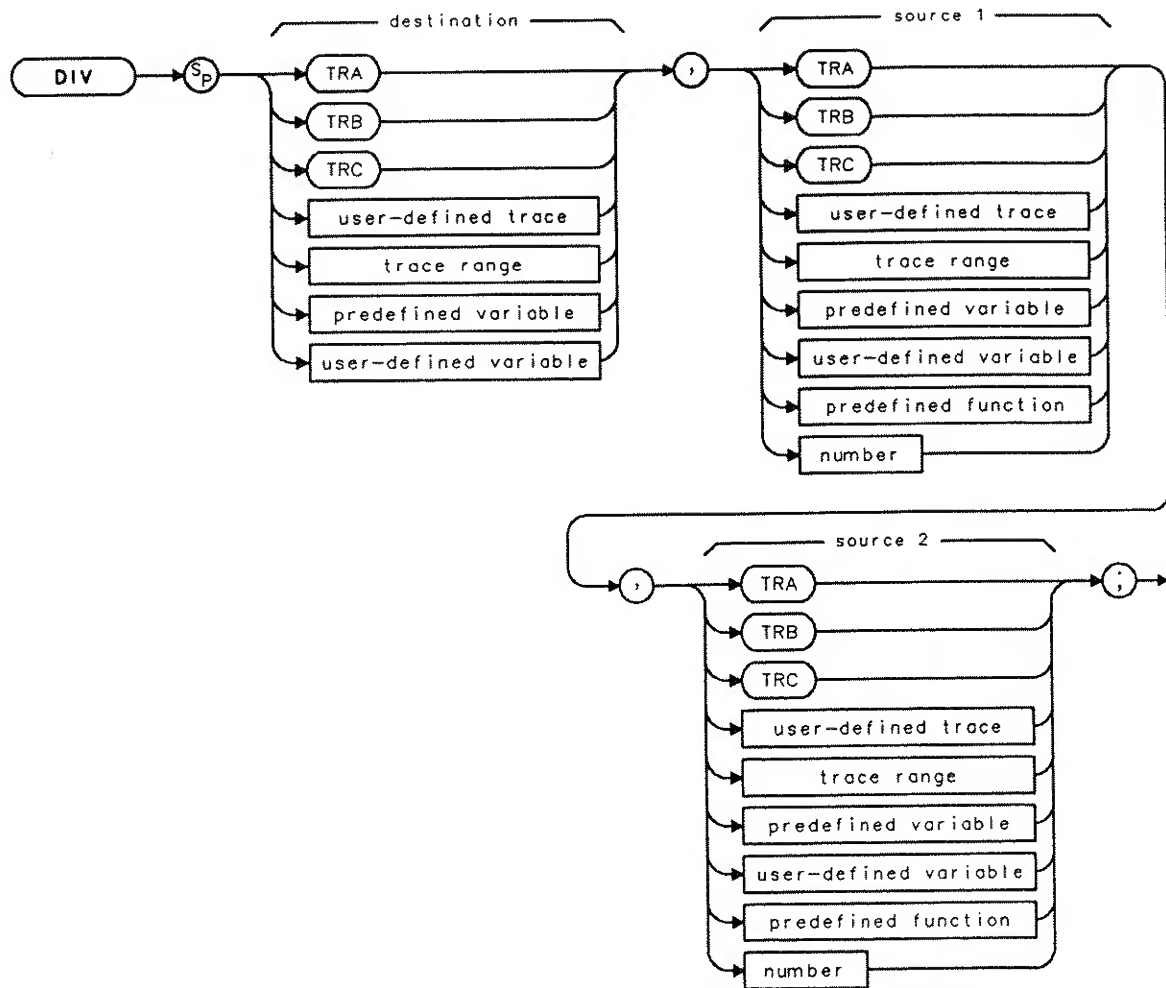 destination
DIV
SP
TRA
TRB
TRC
user-defined trace
trace range
predefined variable
user-defined variable
,
source 1
TRA
TRB
TRC
user-defined trace
trace range
predefined variable
user-defined variable
predefined function
number
,
source 2
TRA
TRB
TRC
user-defined trace
trace range
predefined variable
user-defined variable
predefined function
number
;